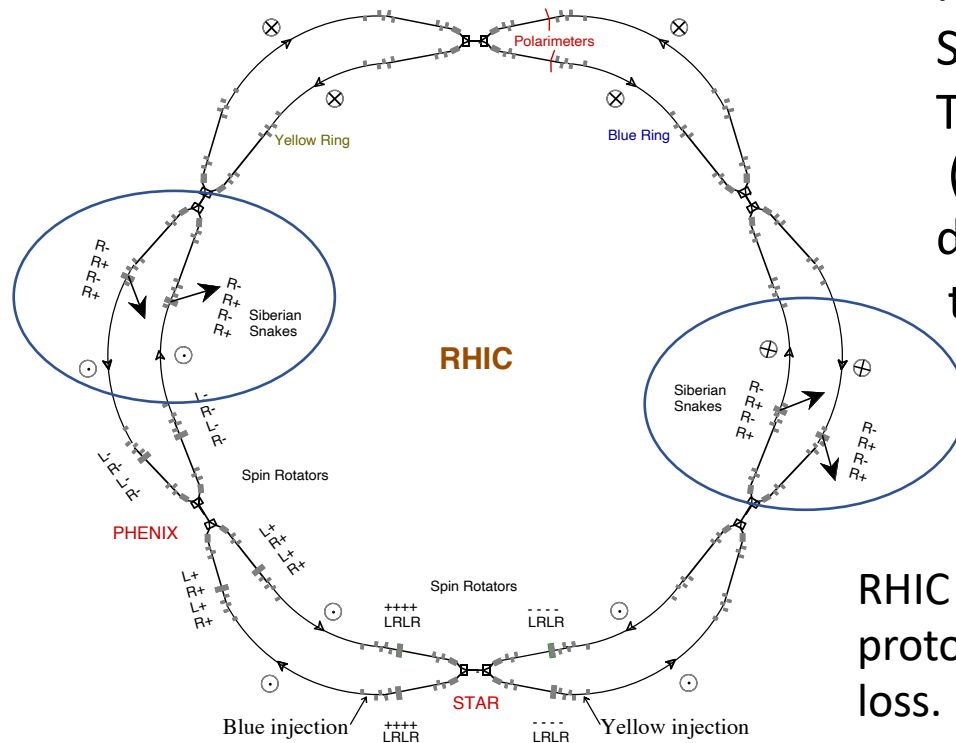 Polarimeters
Yellow Ring
Blue Ring
R-
R+
R-
R+
R-
R+
R-
R+
Siberian
Snakes
RHIC
Siberian
Snakes
R-
R+
R-
R+
R-
R+
R-
R+
L-
R-
L-
R-
L-
R-
L-
R-
Spin Rotators
PHENIX
L+
R+
L+
R+
L+
R+
L+
R+
Spin Rotators
++++
LRLR
- - - -
LRLR
STAR
Blue injection
++++
LRLR
- - - -
LRLR
Yellow injection
S
T
(
d
t
RHIC
proto
loss.